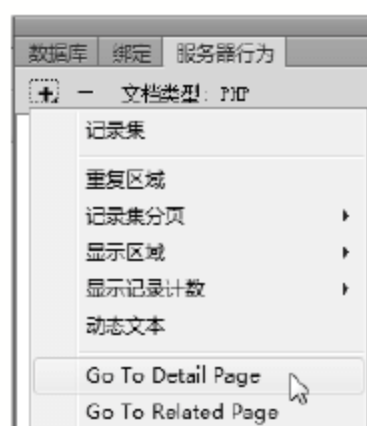 数据库 绑定 服务器行为
+ - 文档类型: PHP
记录集
重复区域
记录集分页
显示区域
显示记录计数
动态文本
Go To Detail Page
Go To Related Page